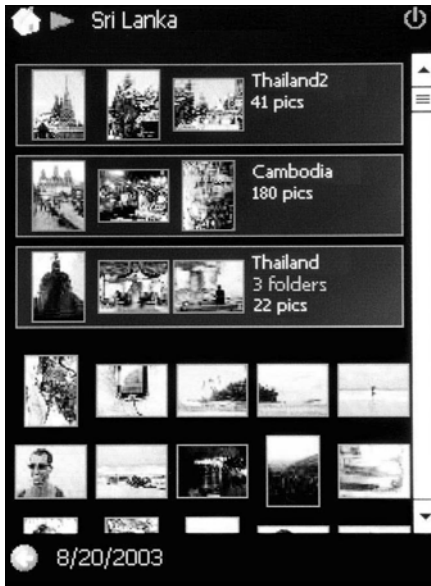 Sri Lanka
Thailand2
41 pics
Cambodia
180 pics
Thailand
3 folders
22 pics
8/20/2003